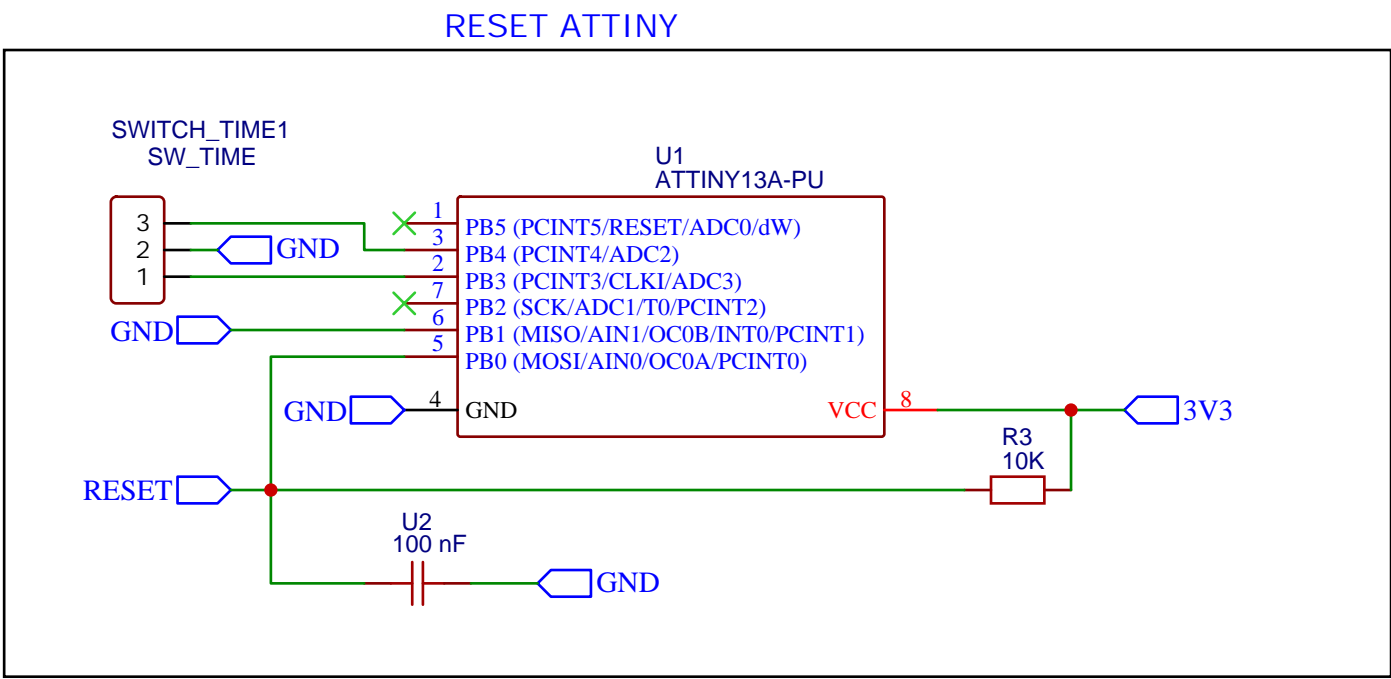 RESET ATTINY
SWITCH_TIME1
SW_TIME
U1
ATTINY13A-PU
3
2
1
GND
1
PB5 (PCINT5/RESET/ADC0/dW)
3
PB4 (PCINT4/ADC2)
2
PB3 (PCINT3/CLKI/ADC3)
7
PB2 (SCK/ADC1/T0/PCINT2)
GND
6
PB1 (MISO/AIN1/OC0B/INT0/PCINT1)
5
PB0 (MOSI/AIN0/OC0A/PCINT0)
GND
4
GND
VCC
8
3V3
R3
10K
RESET
U2
100 nF
GND